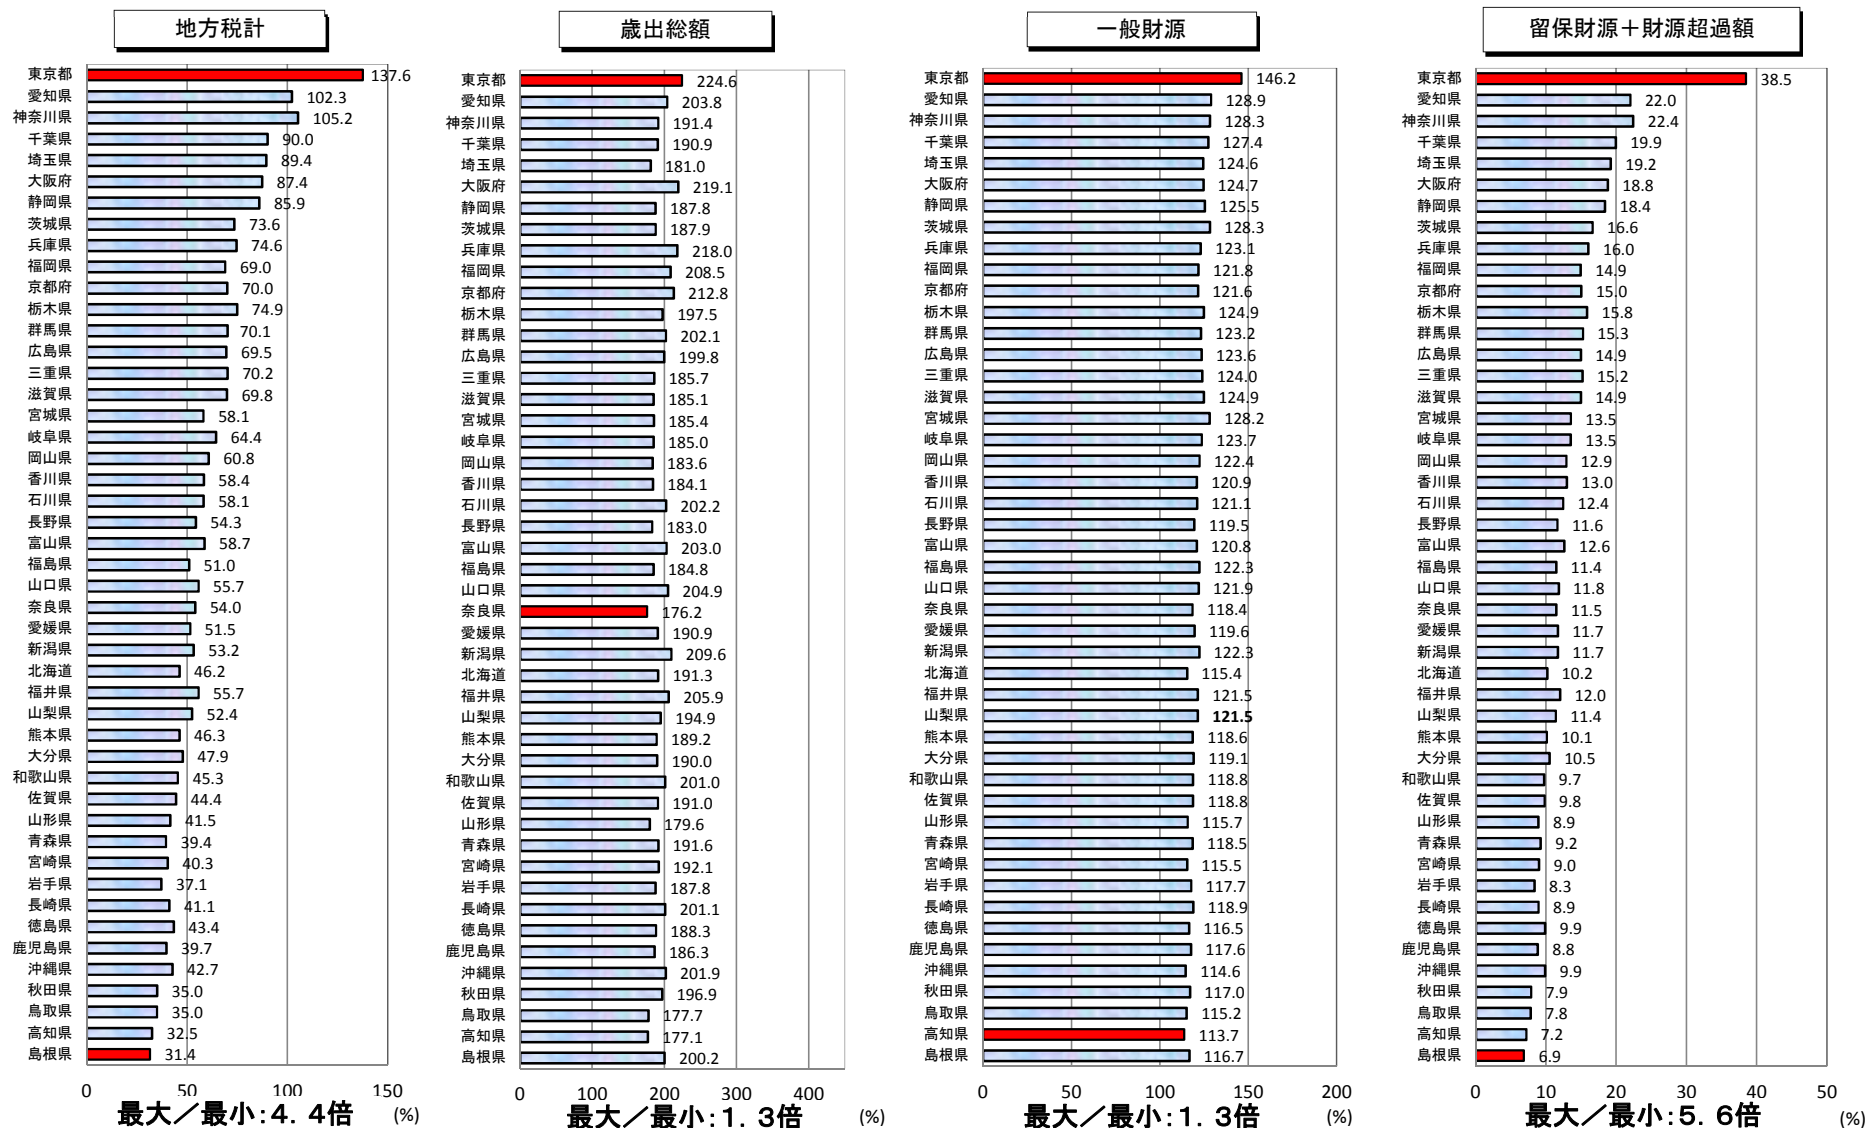 地方税計
東京都 137.6
愛知県 102.3
神奈川県 105.2
千葉県 90.0
埼玉県 89.4
大阪府 87.4
静岡県 85.9
茨城県 73.6
兵庫県 74.6
福岡県 69.0
京都府 70.0
栃木県 74.9
群馬県 70.1
広島県 69.5
三重県 70.2
滋賀県 69.8
宮城県 58.1
岐阜県 64.4
岡山県 60.8
香川県 58.4
石川県 58.1
長野県 54.3
富山県 58.7
福島県 51.0
山口県 55.7
奈良県 54.0
愛媛県 51.5
新潟県 53.2
北海道 46.2
福井県 55.7
山梨県 52.4
熊本県 46.3
大分県 47.9
和歌山県 45.3
佐賀県 44.4
山形県 41.5
青森県 39.4
宮崎県 40.3
岩手県 37.1
長崎県 41.1
徳島県 43.4
鹿児島県 39.7
沖縄県 42.7
秋田県 35.0
鳥取県 35.0
高知県 32.5
島根県 31.4
0 50 100 150
最大／最小：４．４倍 (%)
歳出総額
東京都 224.6
愛知県 203.8
神奈川県 191.4
千葉県 190.9
埼玉県 181.0
大阪府 219.1
静岡県 187.8
茨城県 187.9
兵庫県 218.0
福岡県 208.5
京都府 212.8
栃木県 197.5
群馬県 202.1
広島県 199.8
三重県 185.7
滋賀県 185.1
宮城県 185.4
岐阜県 185.0
岡山県 183.6
香川県 184.1
石川県 202.2
長野県 183.0
富山県 203.0
福島県 184.8
山口県 204.9
奈良県 176.2
愛媛県 190.9
新潟県 209.6
北海道 191.3
福井県 205.9
山梨県 194.9
熊本県 189.2
大分県 190.0
和歌山県 201.0
佐賀県 191.0
山形県 179.6
青森県 191.6
宮崎県 192.1
岩手県 187.8
長崎県 201.1
徳島県 188.3
鹿児島県 186.3
沖縄県 201.9
秋田県 196.9
鳥取県 177.7
高知県 177.1
島根県 200.2
0 100 200 300 400
最大／最小：１．３倍 (%)
一般財源
東京都 146.2
愛知県 128.9
神奈川県 128.3
千葉県 127.4
埼玉県 124.6
大阪府 124.7
静岡県 125.5
茨城県 128.3
兵庫県 123.1
福岡県 121.8
京都府 121.6
栃木県 124.9
群馬県 123.2
広島県 123.6
三重県 124.0
滋賀県 124.9
宮城県 128.2
岐阜県 123.7
岡山県 122.4
香川県 120.9
石川県 121.1
長野県 119.5
富山県 120.8
福島県 122.3
山口県 121.9
奈良県 118.4
愛媛県 119.6
新潟県 122.3
北海道 115.4
福井県 121.5
山梨県 121.5
熊本県 118.6
大分県 119.1
和歌山県 118.8
佐賀県 118.8
山形県 115.7
青森県 118.5
宮崎県 115.5
岩手県 117.7
長崎県 118.9
徳島県 116.5
鹿児島県 117.6
沖縄県 114.6
秋田県 117.0
鳥取県 115.2
高知県 113.7
島根県 116.7
0 50 100 150 200
最大／最小：１．３倍 (%)
留保財源＋財源超過額
東京都 38.5
愛知県 22.0
神奈川県 22.4
千葉県 19.9
埼玉県 19.2
大阪府 18.8
静岡県 18.4
茨城県 16.6
兵庫県 16.0
福岡県 14.9
京都府 15.0
栃木県 15.8
群馬県 15.3
広島県 14.9
三重県 15.2
滋賀県 14.9
宮城県 13.5
岐阜県 13.5
岡山県 12.9
香川県 13.0
石川県 12.4
長野県 11.6
富山県 12.6
福島県 11.4
山口県 11.8
奈良県 11.5
愛媛県 11.7
新潟県 11.7
北海道 10.2
福井県 12.0
山梨県 11.4
熊本県 10.1
大分県 10.5
和歌山県 9.7
佐賀県 9.8
山形県 8.9
青森県 9.2
宮崎県 9.0
岩手県 8.3
長崎県 8.9
徳島県 9.9
鹿児島県 8.8
沖縄県 9.9
秋田県 7.9
鳥取県 7.8
高知県 7.2
島根県 6.9
0 10 20 30 40 50
最大／最小：５．６倍 (%)